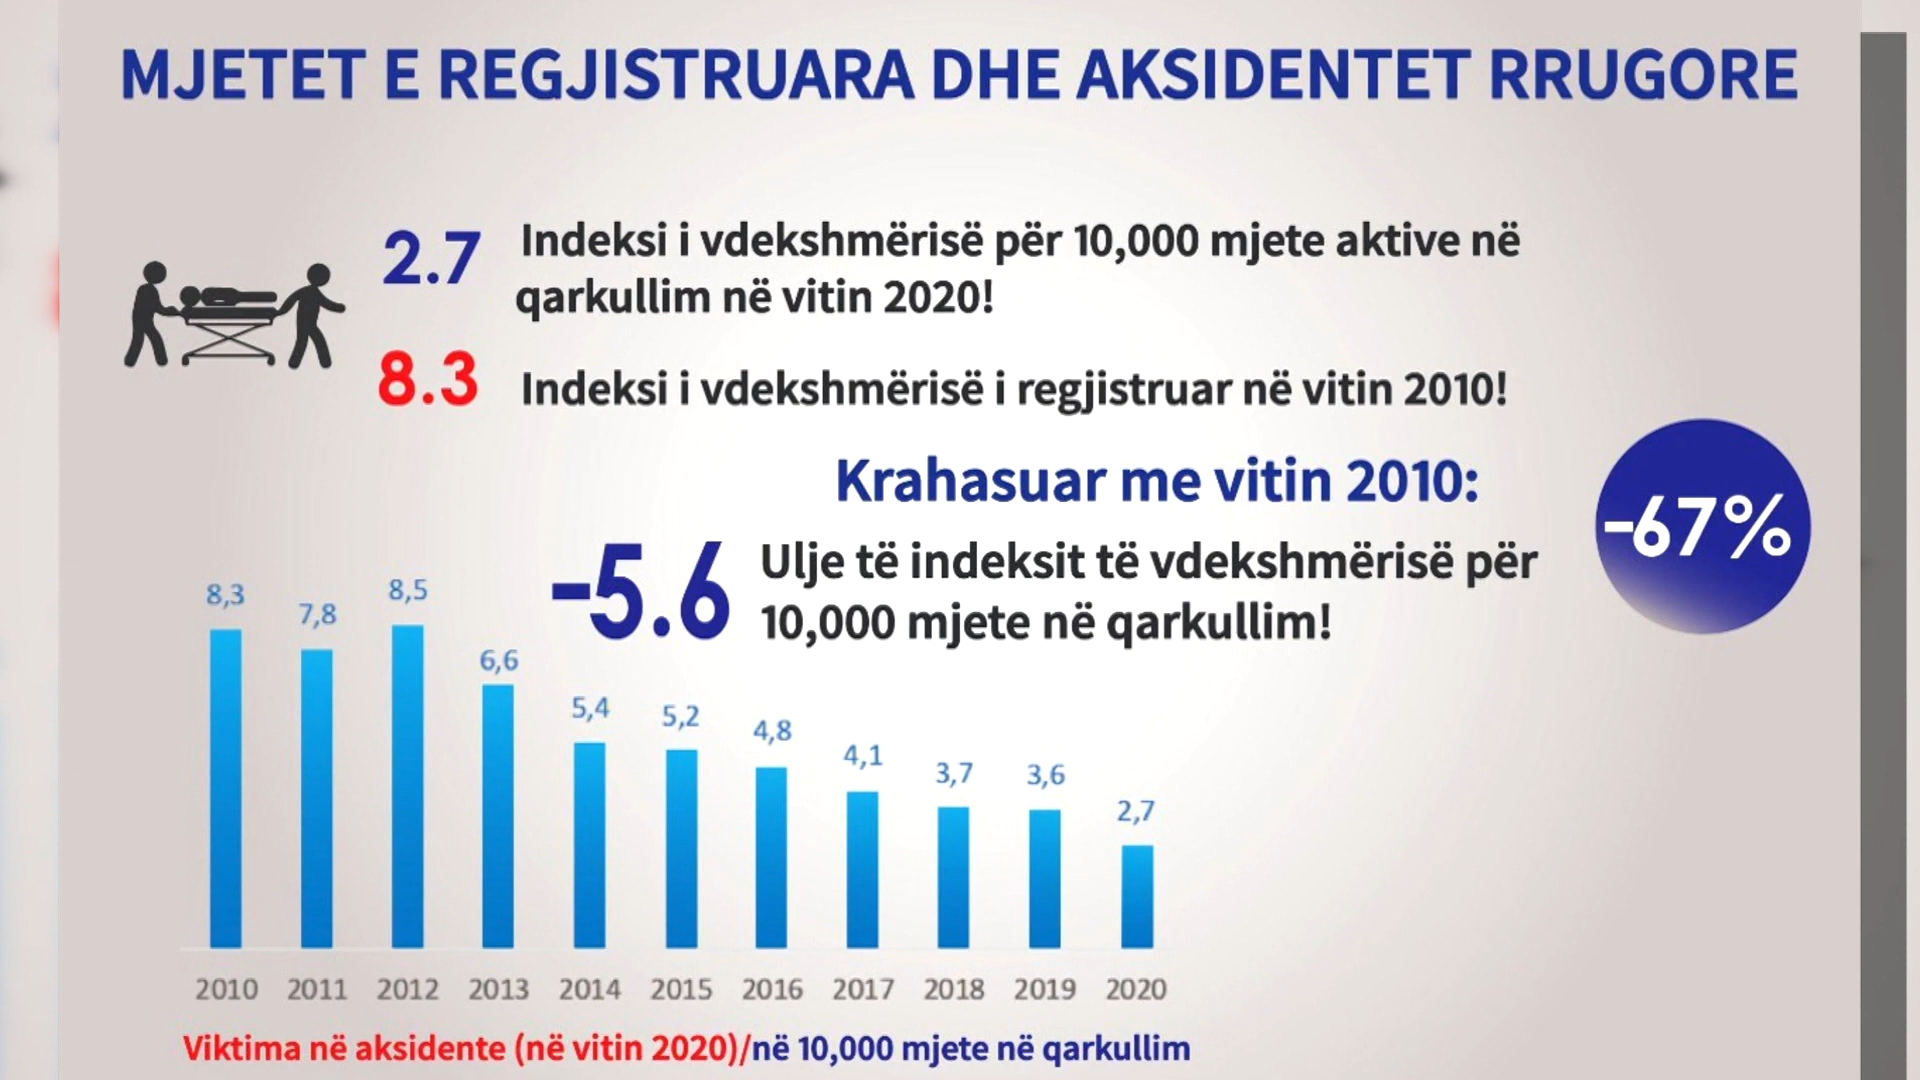 MJETET E REGJISTRUARA DHE AKSIDENTET RRUGORE
2.7 Indeksi i vdekshmërisë për 10,000 mjete aktive në
qarkullim në vitin 2020!
8.3 Indeksi i vdekshmërisë i regjistruar në vitin 2010!
Krahasuar me vitin 2010:
-67%
-5.6 Ulje të indeksit të vdekshmërisë për
10,000 mjete në qarkullim!
8,3 7,8 8,5 6,6 5,4 5,2 4,8 4,1 3,7 3,6 2,7
2010 2011 2012 2013 2014 2015 2016 2017 2018 2019 2020
Viktima në aksidente (në vitin 2020)/në 10,000 mjete në qarkullim